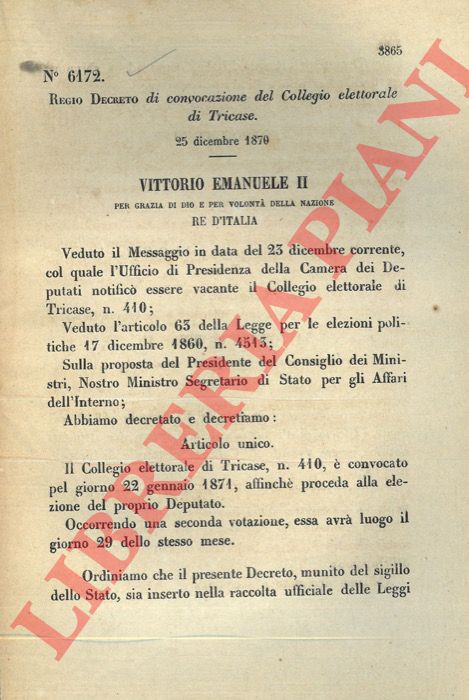 3865
N° 6172.
REGIO DECRETO di convocazione del Collegio elettorale
di Tricase.
25 dicembre 1870
VITTORIO EMANUELE II
PER GRAZIA DI DIO E PER VOLONTÀ DELLA NAZIONE
RE D'ITALIA
Veduto il Messaggio in data del 23 dicembre corrente,
col quale l'Ufficio di Presidenza della Camera dei De-
putati notificò essere vacante il Collegio elettorale di
Tricase, n. 410;
Veduto l'articolo 63 della Legge per le elezioni poli-
tiche 17 dicembre 1860, n. 4513;
Sulla proposta del Presidente del Consiglio dei Mini-
stri, Nostro Ministro Segretario di Stato per gli Affari
dell'Interno;
Abbiamo decretato e decretiamo:
Articolo unico.
Il Collegio elettorale di Tricase, n. 410, è convocato
pel giorno 22 gennaio 1871, affinchè proceda alla ele-
zione del proprio Deputato.
Occorrendo una seconda votazione, essa avrà luogo il
giorno 29 dello stesso mese.
Ordiniamo che il presente Decreto, munito del sigillo
dello Stato, sia inserto nella raccolta ufficiale delle Leggi
LIBRERIA PIANI